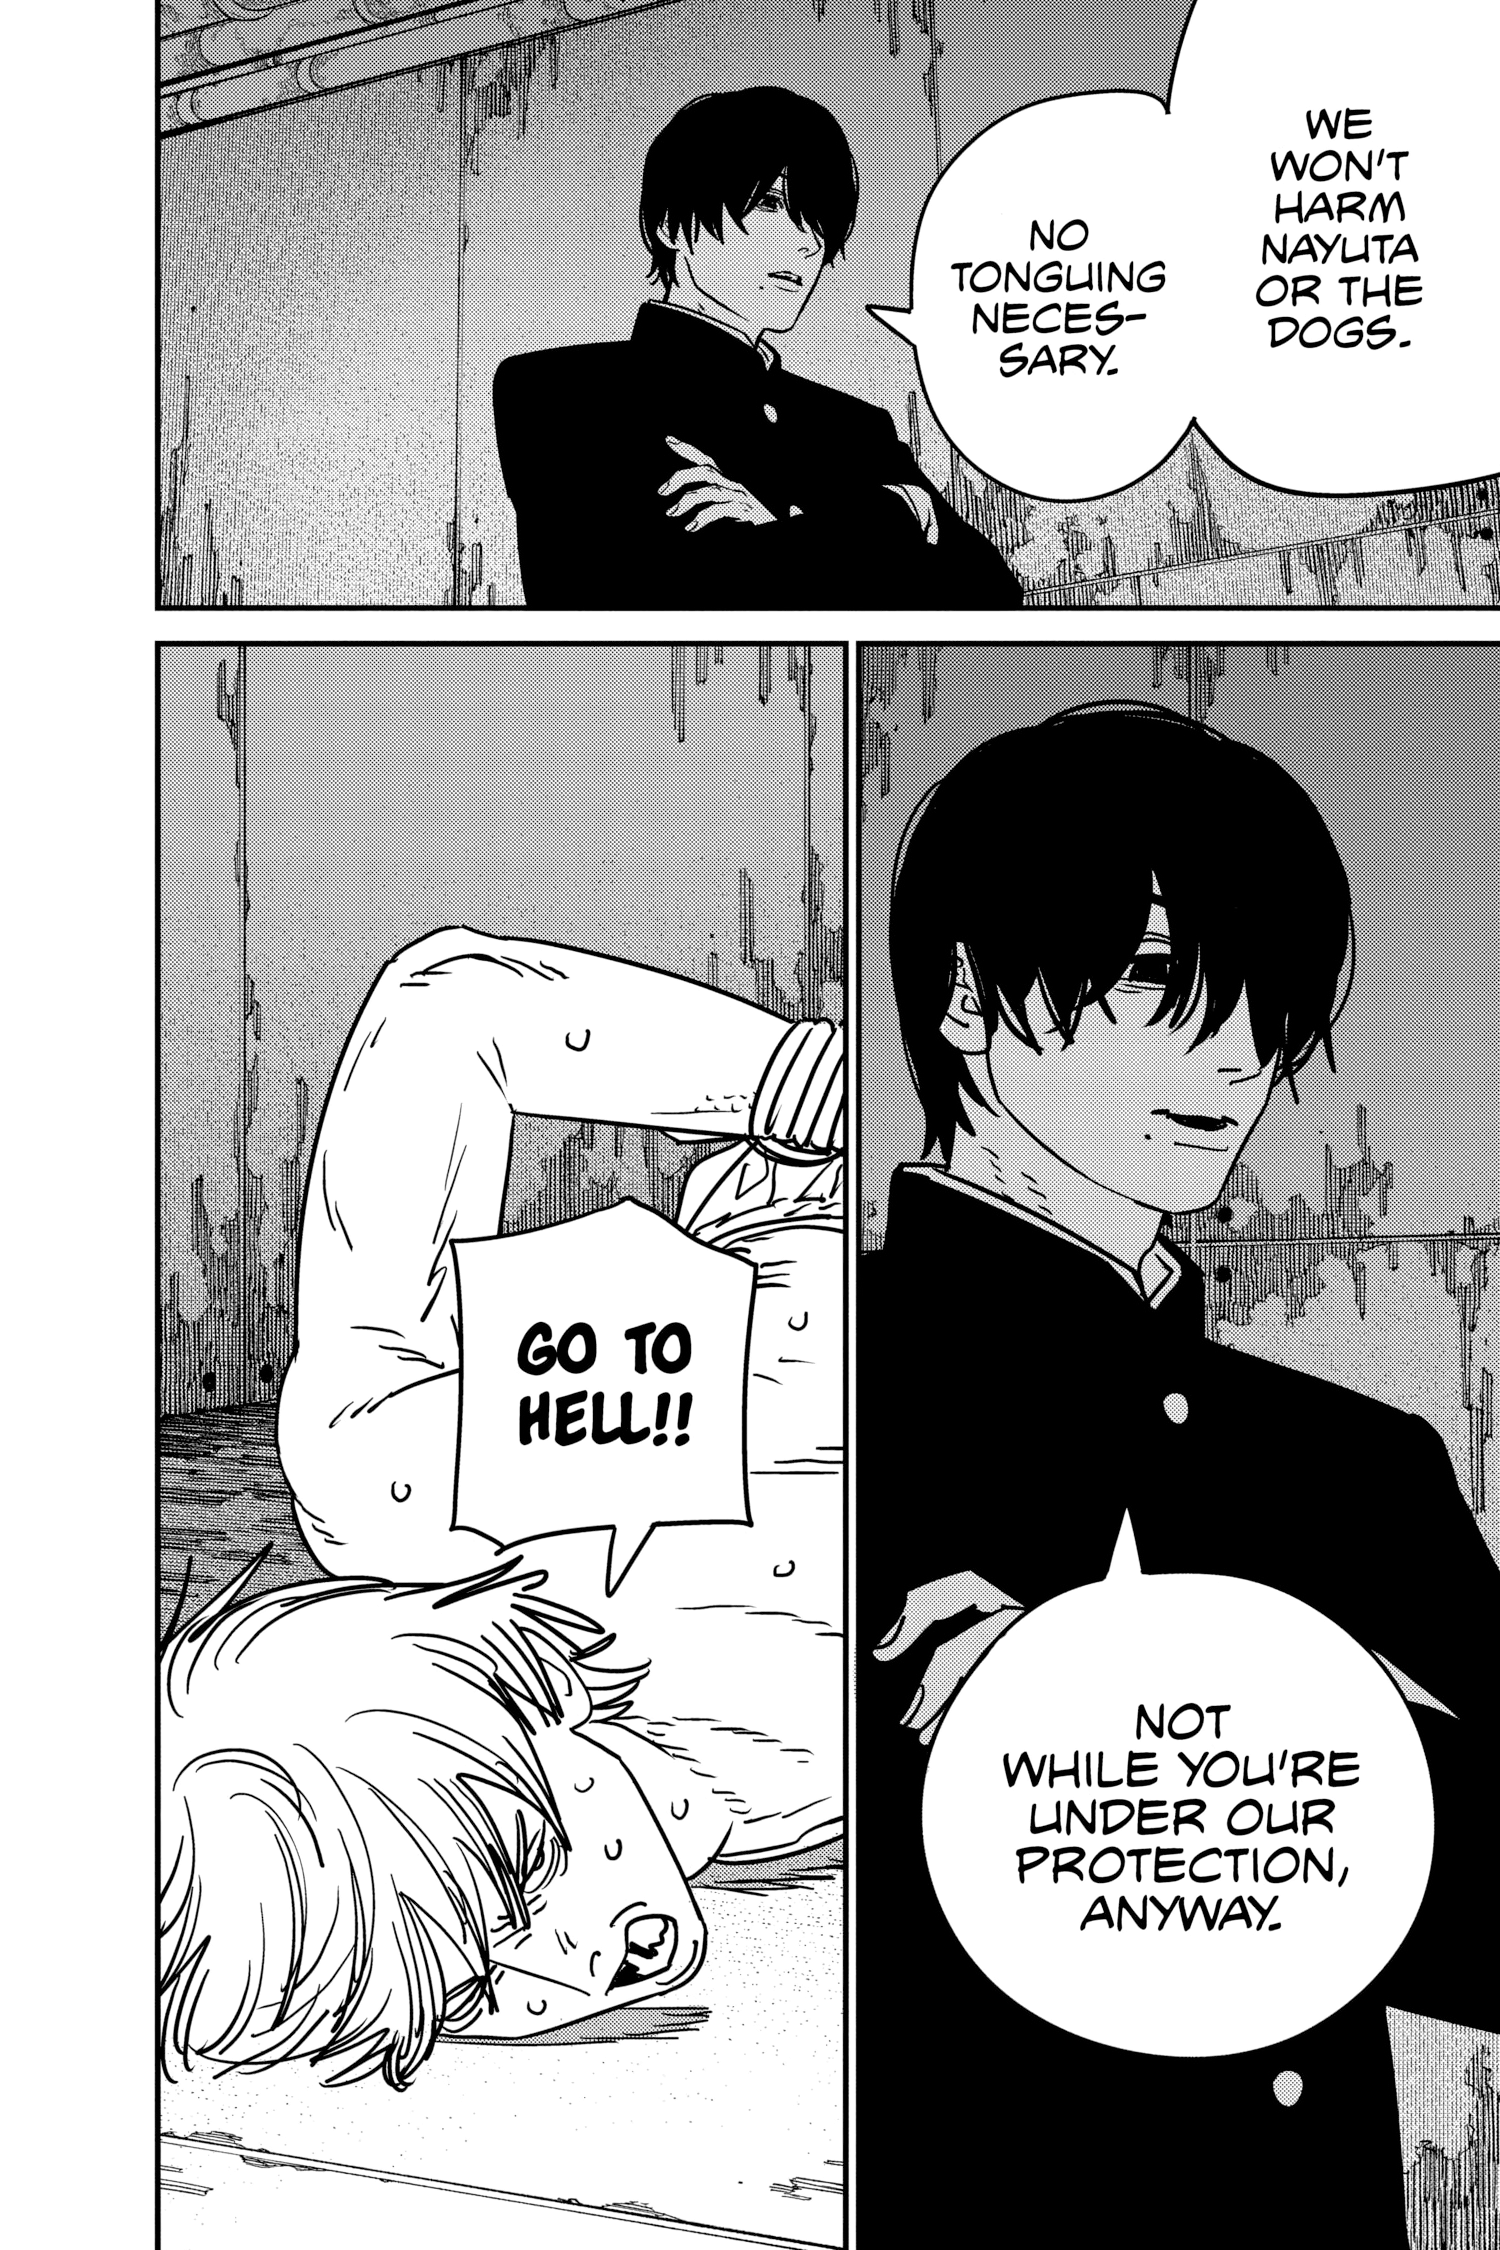 WE
WON'T
HARM
NAYUTA
OR THE
DOGS.
NO
TONGUING
NECES-
SARY.
NOT
WHILE YOU'RE
UNDER OUR
PROTECTION,
ANYWAY.
GO TO
HELL!!